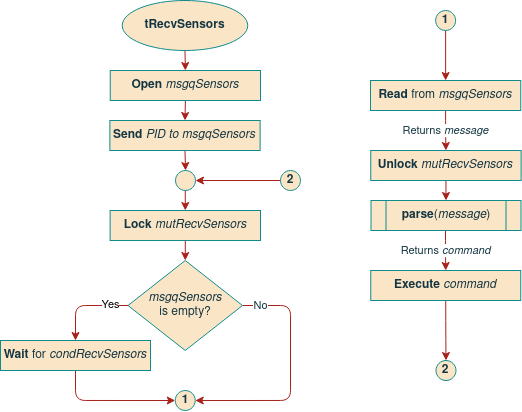 tRecvSensors
Open msgqSensors
Send PID to msgqSensors
2
Lock mutRecvSensors
msgqSensors
is empty?
Yes
No
Wait for condRecvSensors
1
1
Read from msgqSensors
Returns message
Unlock mutRecvSensors
parse(message)
Returns command
Execute command
2